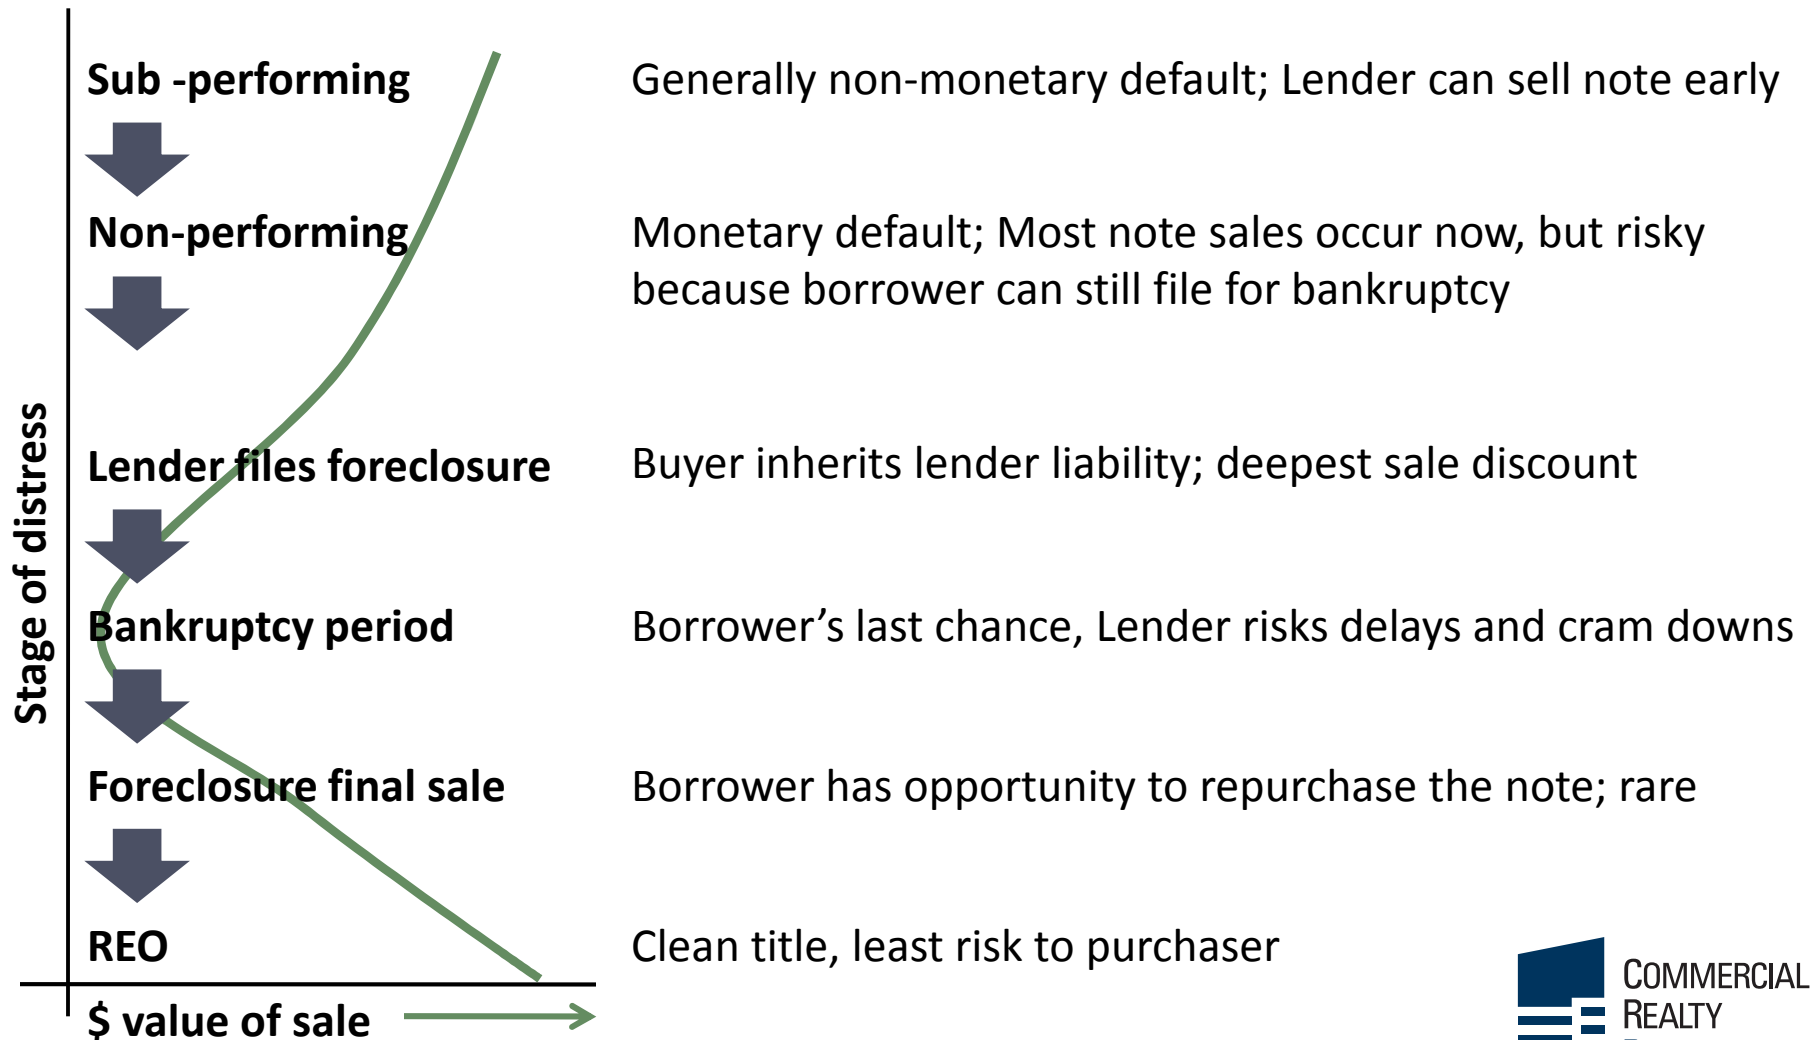 Sub -performing
Generally non-monetary default; Lender can sell note early
Non-performing
Monetary default; Most note sales occur now, but risky
because borrower can still file for bankruptcy
Lender files foreclosure
Buyer inherits lender liability; deepest sale discount
Bankruptcy period
Borrower’s last chance, Lender risks delays and cram downs
Foreclosure final sale
Borrower has opportunity to repurchase the note; rare
REO
Clean title, least risk to purchaser
Stage of distress
$ value of sale
COMMERCIAL
REALTY